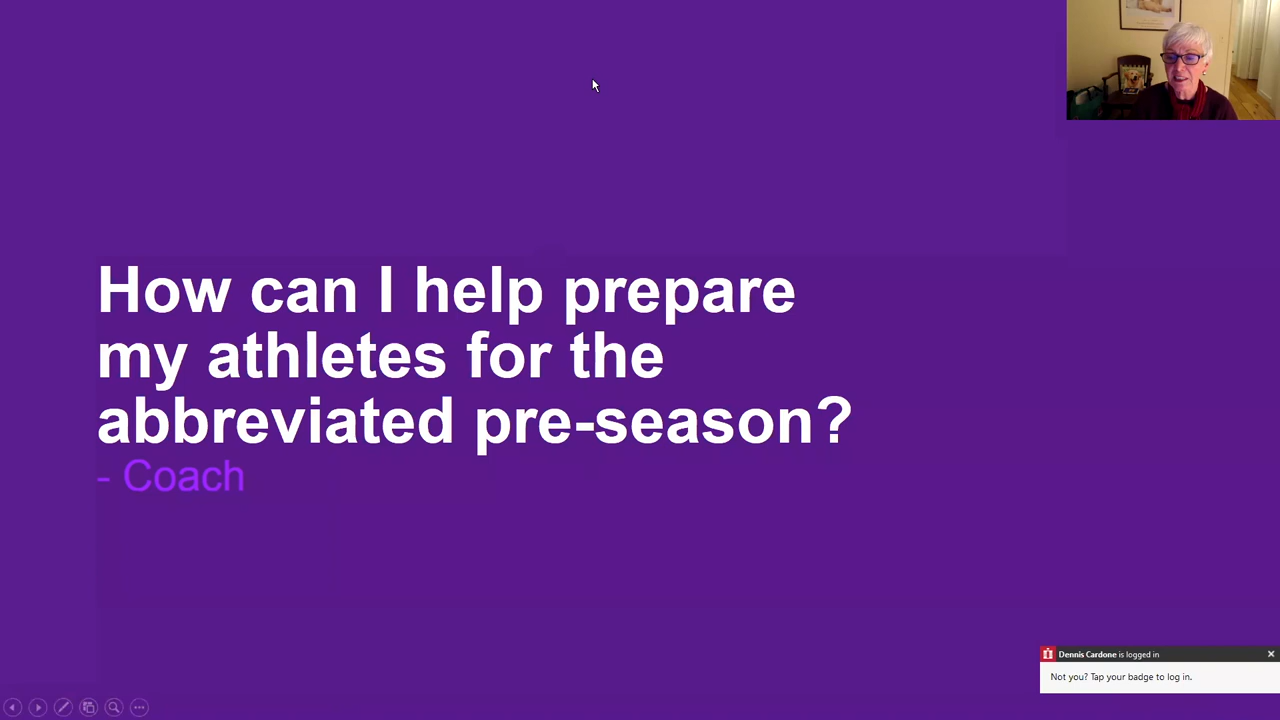 How can I help prepare
my athletes for the
abbreviated pre-season?
- Coach
Dennis Cardone is logged in
Not you? Tap your badge to log in.